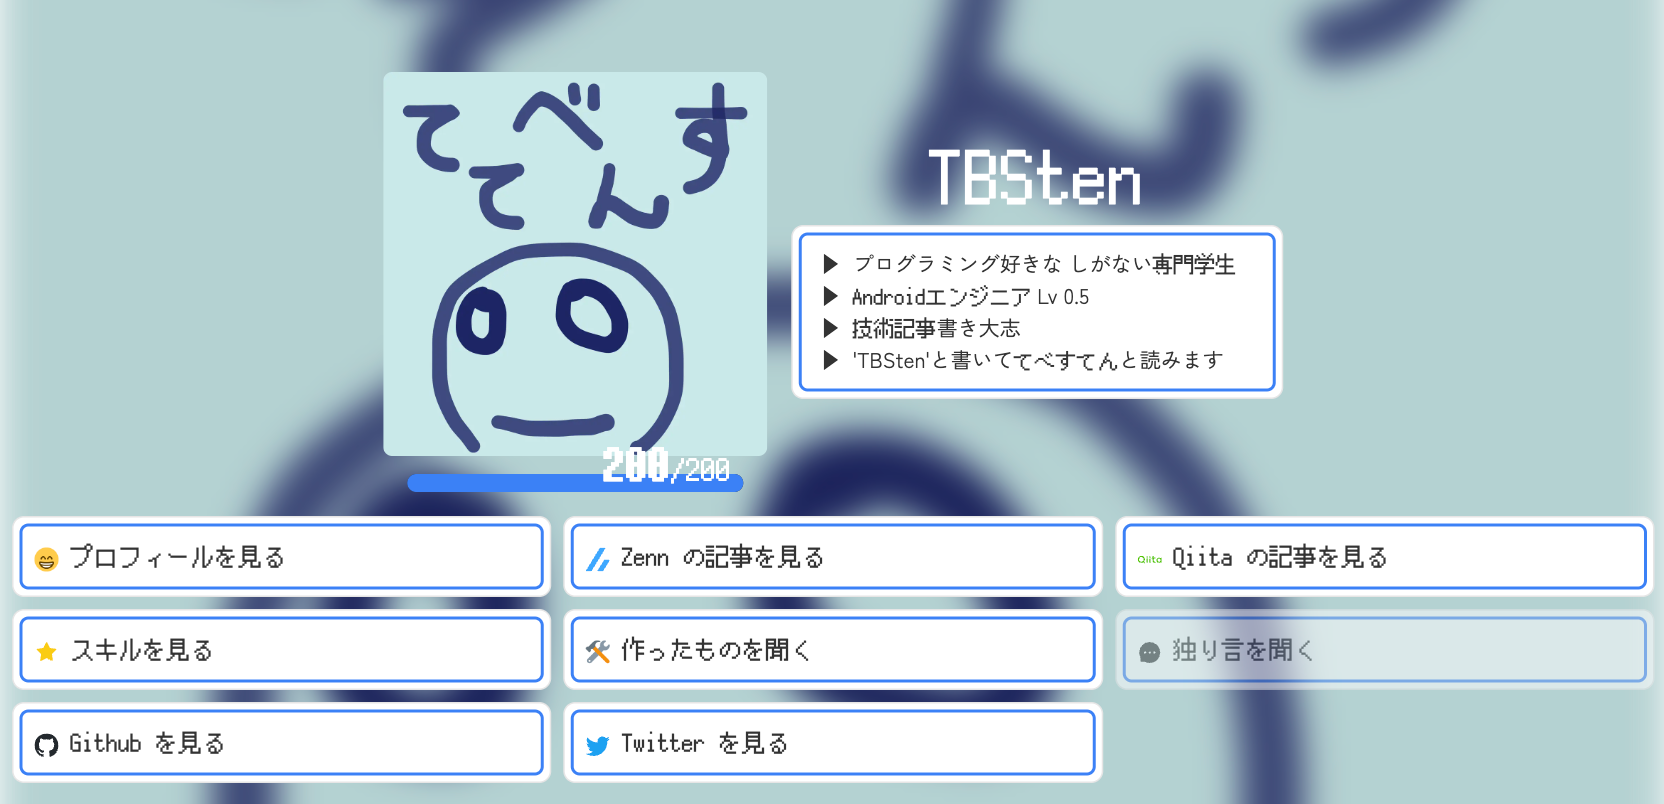 てべす
てん
TBSten
プログラミング好きな しがない専門学生
Androidエンジニア Lv 0.5
技術記事書き大志
'TBSten'と書いててべすてんと読みます
200/200
プロフィールを見る
Zenn の記事を見る
Qiita Qiita の記事を見る
スキルを見る
作ったものを聞く
独り言を聞く
Github を見る
Twitter を見る